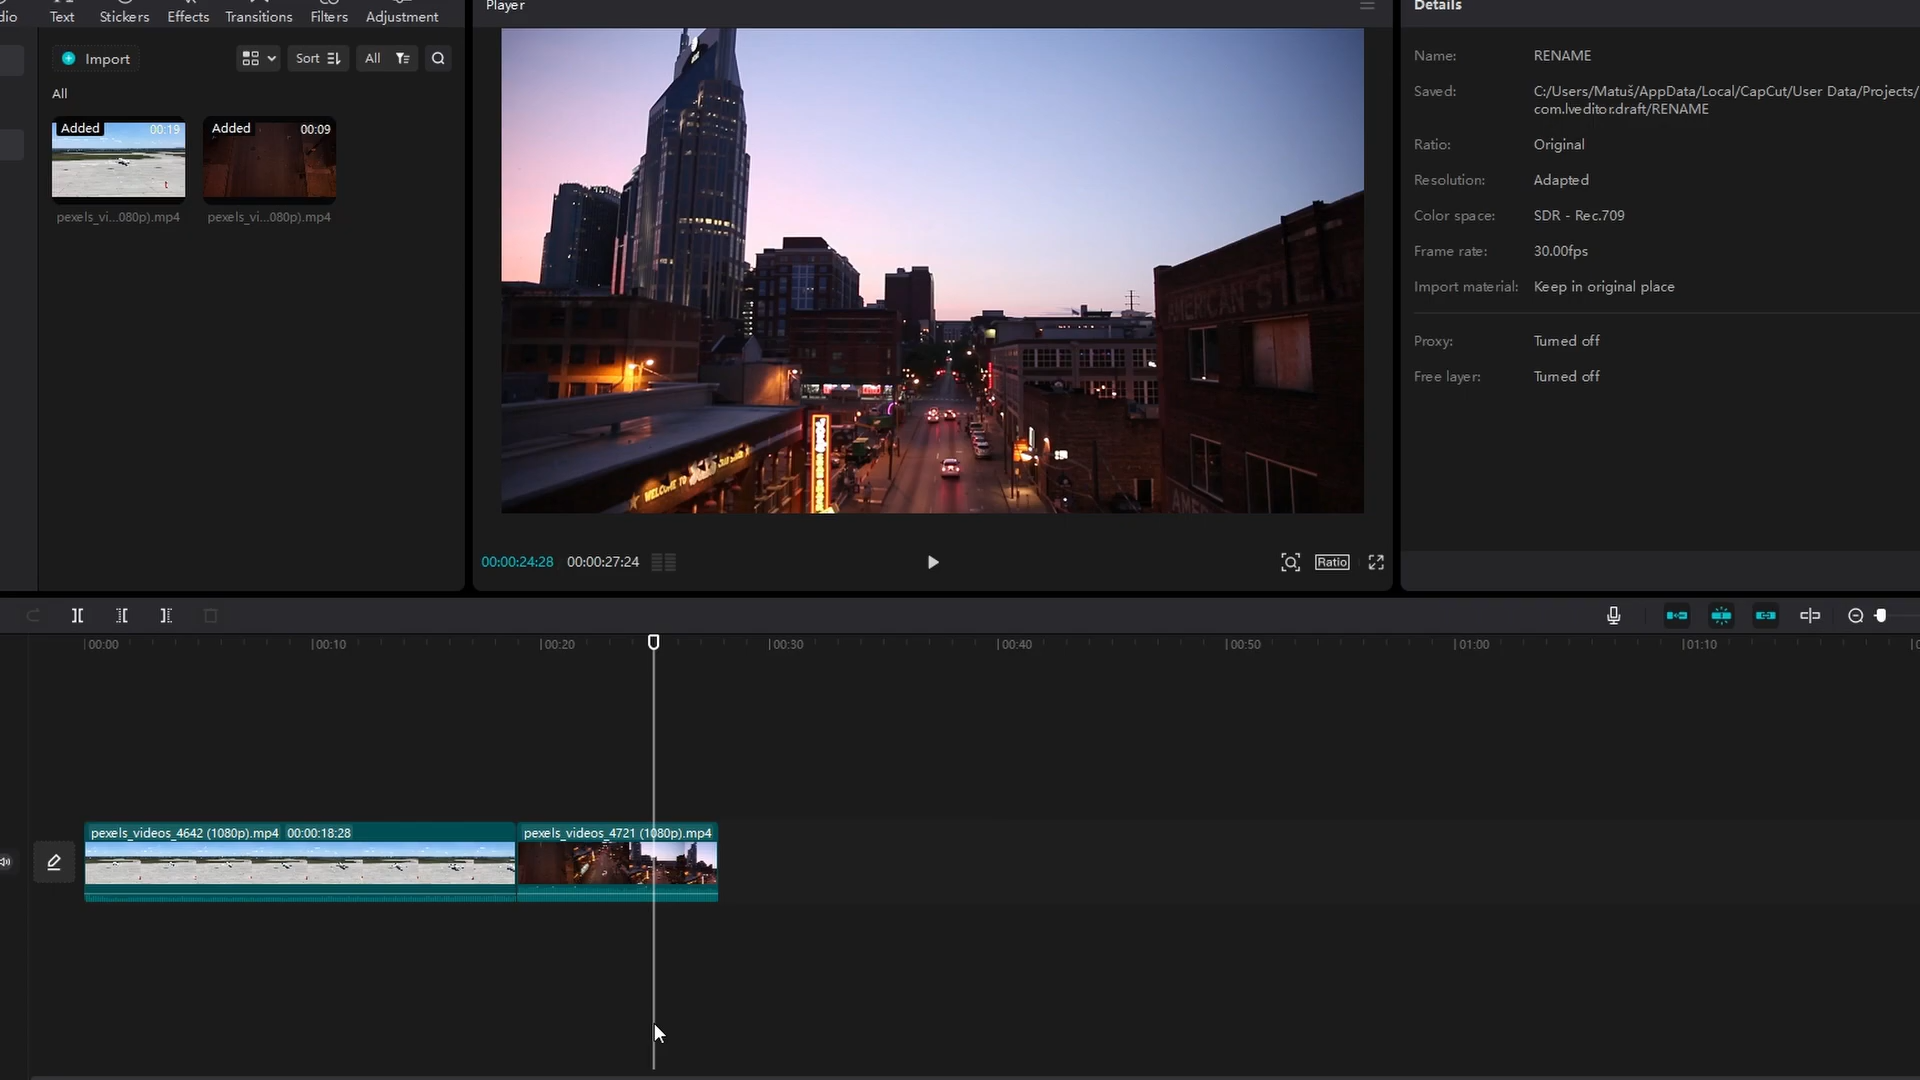 dio Text Stickers Effects Transitions Filters Adjustment
Import
Sort
All
All
Added 00:19
Added 00:09
pexels_vi...080p).mp4
pexels_vi...080p).mp4
Player
AMERICAN
WELCOME TO
00:00:24:28 00:00:27:24
Ratio
Details
Name: RENAME
Saved: C:/Users/Matuš/AppData/Local/CapCut/User Data/Projects/
com.lveditor.draft/RENAME
Ratio: Original
Resolution: Adapted
Color space: SDR - Rec.709
Frame rate: 30.00fps
Import material: Keep in original place
Proxy: Turned off
Free layer: Turned off
00:00 00:10 00:20 00:30 00:40 00:50 01:00 01:10
pexels_videos_4642 (1080p).mp4 00:00:18:28
pexels_videos_4721 (1080p).mp4